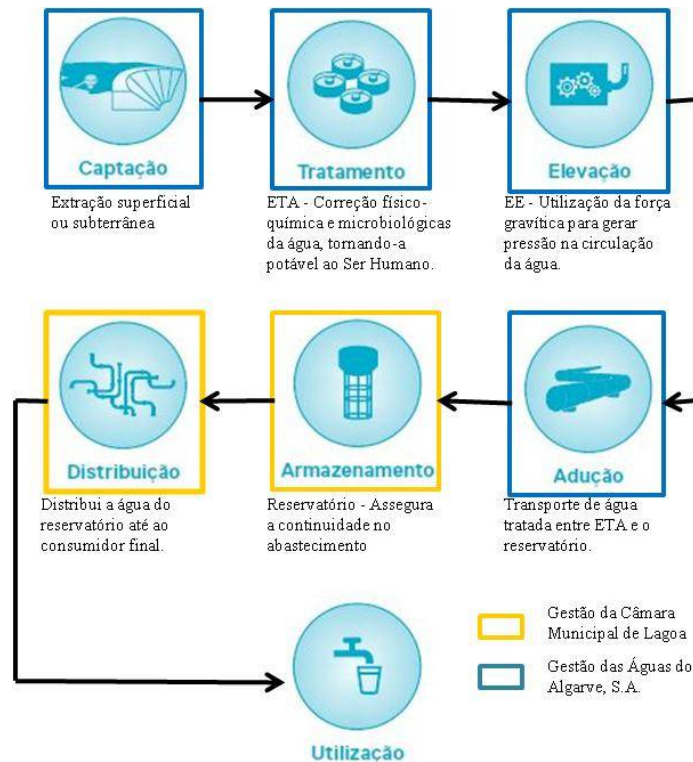 Captação
Extração superficial
ou subterrânea
Tratamento
ETA - Correção físico-
química e microbiológicas
da água, tornando-a
potável ao Ser Humano.
Elevação
EE - Utilização da força
gravítica para gerar
pressão na circulação
da água.
Adução
Transporte de água
tratada entre ETA e o
reservatório.
Armazenamento
Reservatório - Assegura
a continuidade no
abastecimento
Distribuição
Distribui a água do
reservatório até ao
consumidor final.
Utilização
Gestão da Câmara
Municipal de Lagoa
Gestão das Águas do
Algarve, S.A.